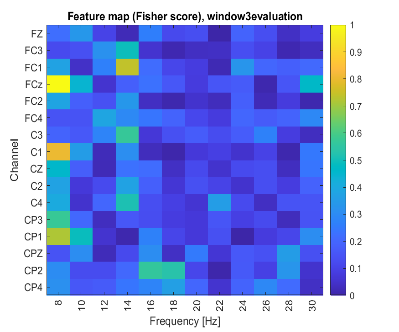 Feature map (Fisher score), window3evaluation
FZ
FC3
FC1
FCz
FC2
FC4
C3
C1
CZ
C2
C4
CP3
CP1
CPZ
CP2
CP4
Channel
8 10 12 14 16 18 20 22 24 26 28 30
Frequency [Hz]
1
0.9
0.8
0.7
0.6
0.5
0.4
0.3
0.2
0.1
0